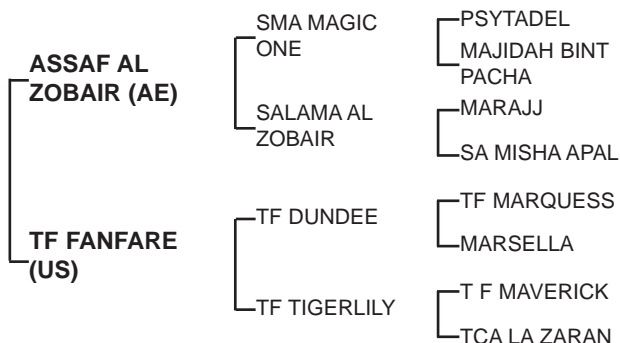 SMA MAGIC
ONE
PSYTADEL
MAJIDAH BINT
PACHA
ASSAF AL
ZOBAIR (AE)
SALAMA AL
ZOBAIR
MARAJJ
SA MISHA APAL
TF FANFARE
(US)
TF DUNDEE
TF MARQUESS
MARSELLA
TF TIGERLILY
T F MAVERICK
TCA LA ZARAN